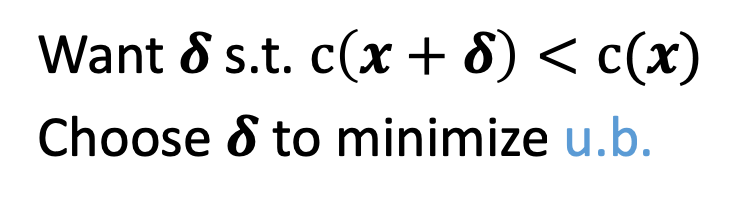 Want 𝜹 s.t. c(𝒙 + 𝜹) < c(𝒙)
Choose 𝜹 to minimize u.b.